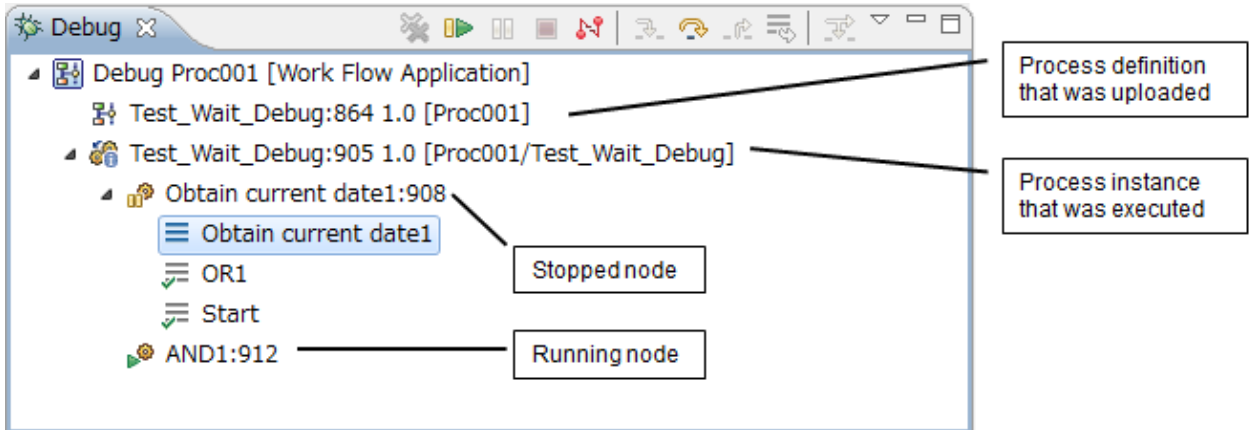 Debug
Debug Proc001 [Work Flow Application]
Test_Wait_Debug:864 1.0 [Proc001]
Test_Wait_Debug:905 1.0 [Proc001/Test_Wait_Debug]
Obtain current date1:908
Obtain current date1
OR1
Start
AND1:912
Process definition
that was uploaded
Process instance
that was executed
Stopped node
Running node